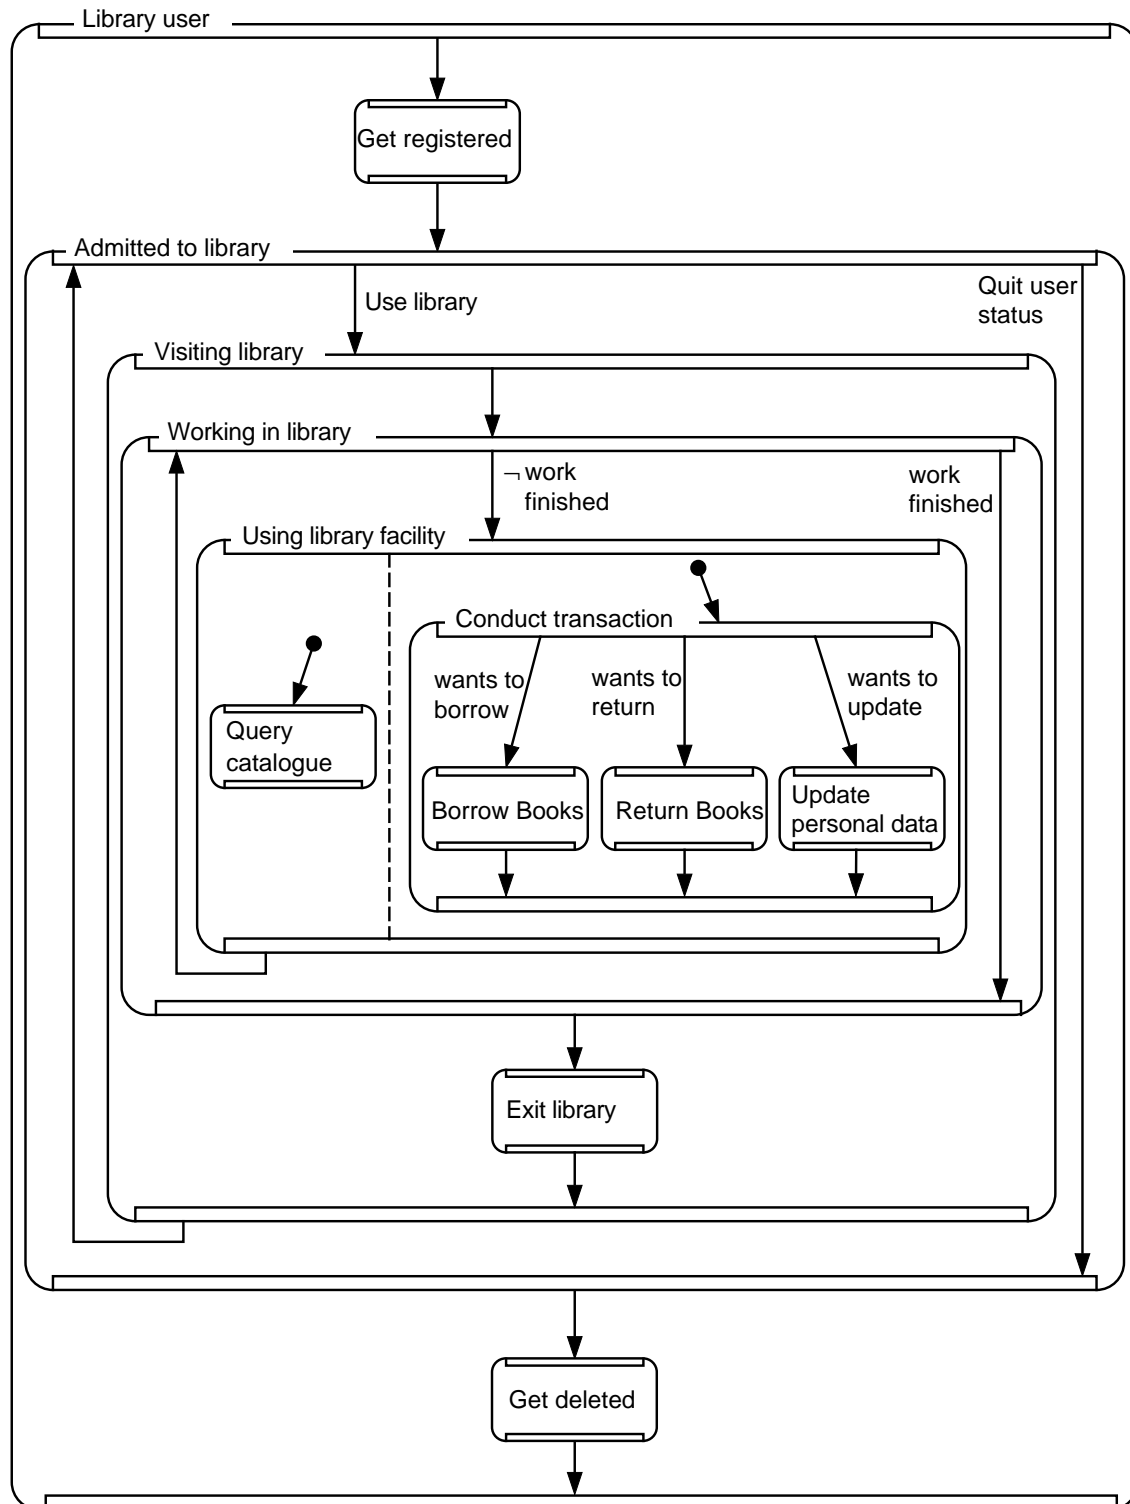 Library user
Get registered
Admitted to library
Use library
Quit user
status
Visiting library
Working in library
¬ work
finished
work
finished
Using library facility
Conduct transaction
wants to
borrow
wants to
return
wants to
update
Query
catalogue
Borrow Books
Return Books
Update
personal data
Exit library
Get deleted